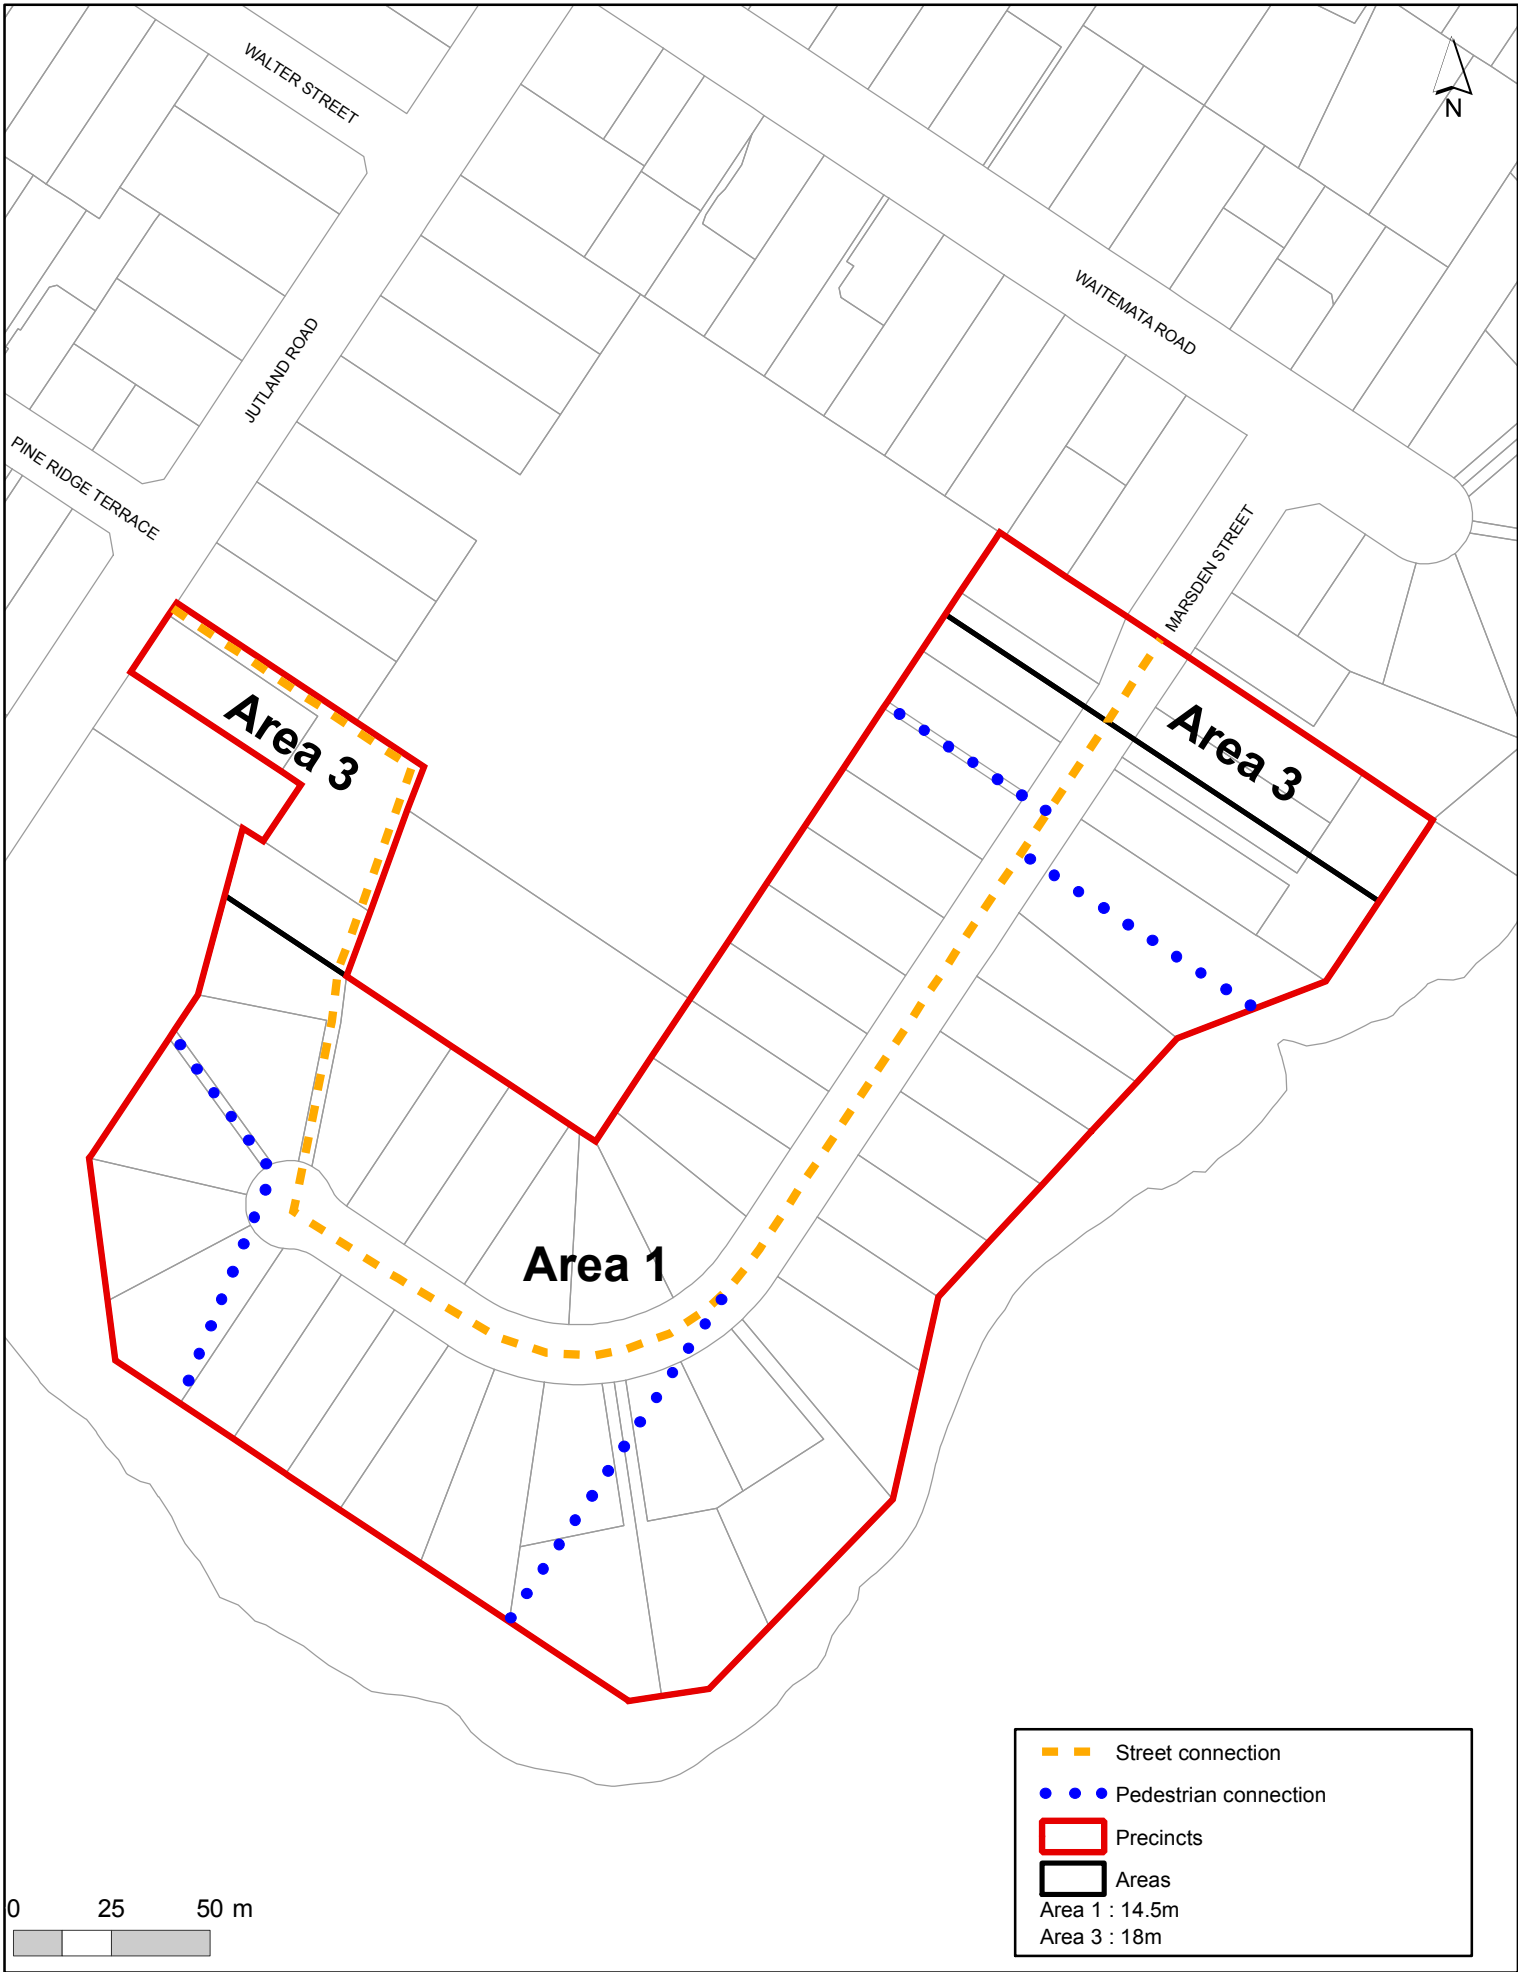 WALTER STREET
N
WAITEMATA ROAD
JUTLAND ROAD
PINE RIDGE TERRACE
MARSDEN STREET
Area 3
Area 3
Area 1
Street connection
Pedestrian connection
Precincts
Areas
Area 1 : 14.5m
Area 3 : 18m
0 25 50 m